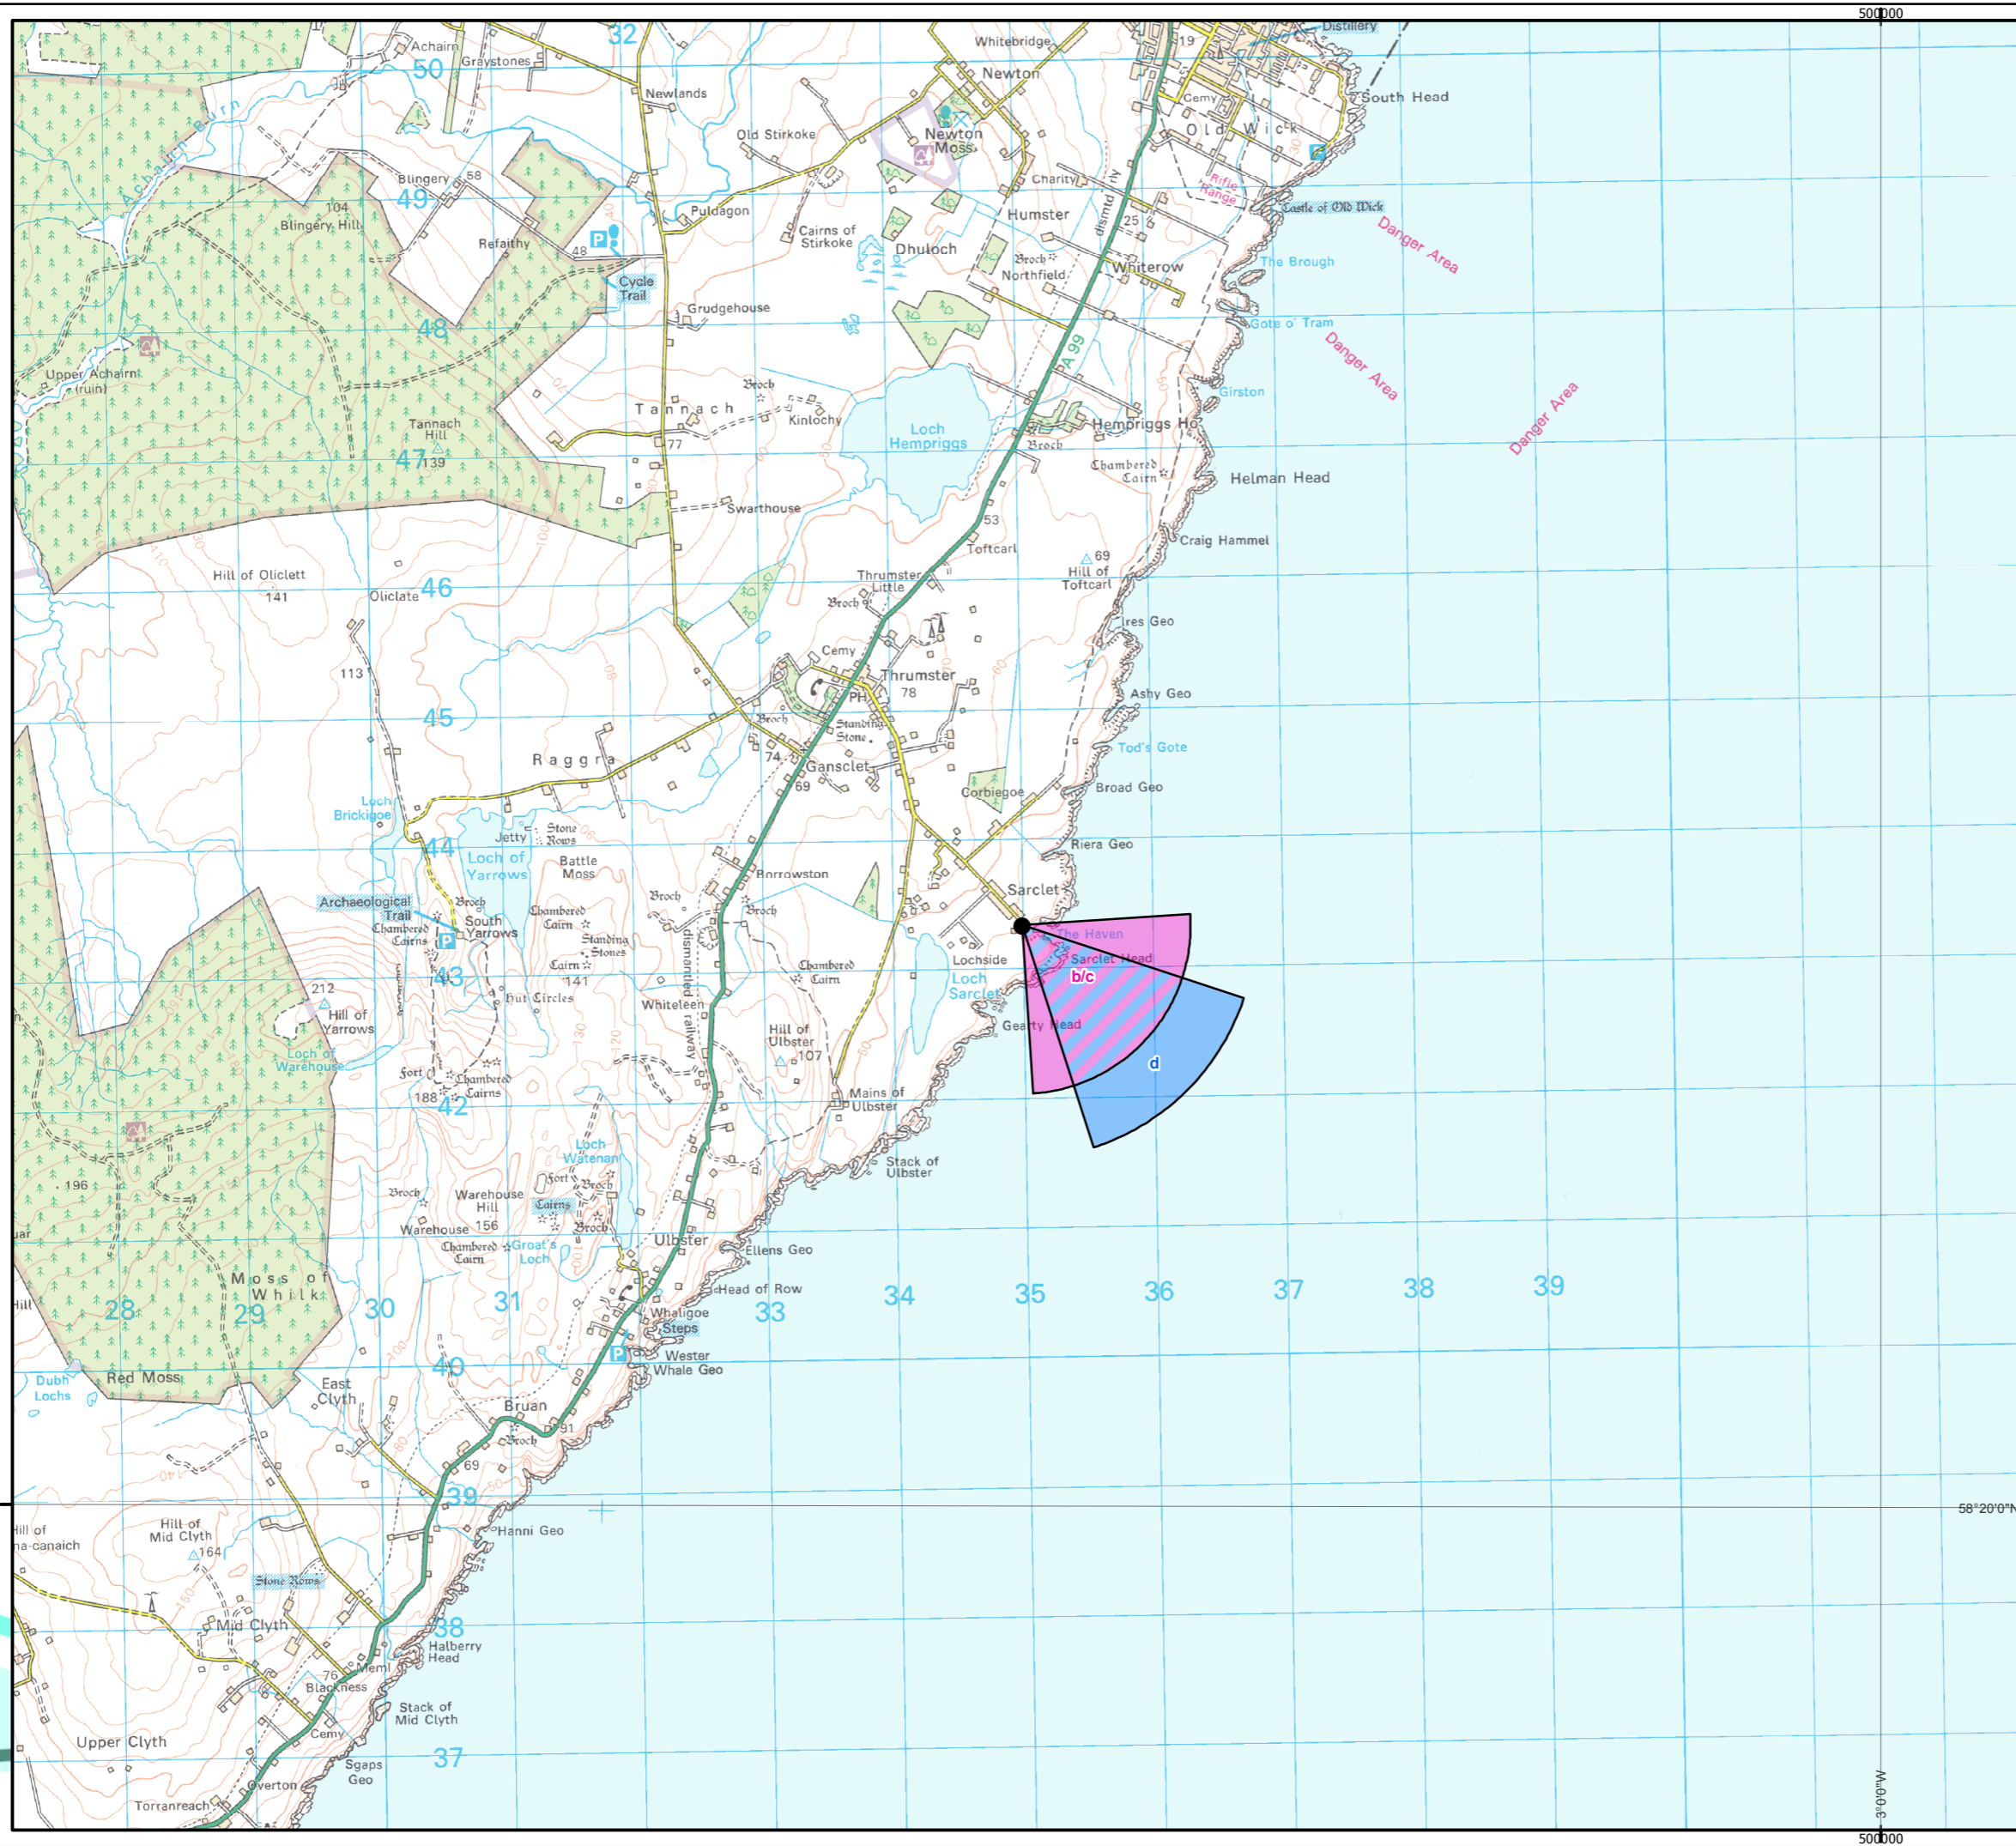 500000
Distillery
32
Achairn
Graystones
50
Whitebridge
Newton
19
South Head
Newlands
Cemy
Old Wick
Old Stirkoke
Newton
Moss
Achairn Burn
Blingery
58
49
104
Blingery Hill
Charity
Rifle
Range
Castle of Old Wick
Puldagon
Humster
dismtd rly
25
Danger Area
Refaithy
48
P
Cairns of
Stirkoke
Dhuloch
Broch
Northfield
Whiterow
The Brough
Cycle
Trail
Grudgehouse
48
Gote o' Tram
Danger Area
A 99
Upper Achairn
(ruin)
Broch
Tannach
Kinlochy
Girston
Danger Area
Tannach
Hill
47
139
77
Loch
Hempriggs
Hempriggs Ho
Broch
Chambered
Cairn
Helman Head
Swarthouse
53
Toftcarl
Craig Hammel
Hill of Oliclett
141
Oliclate
46
Thrumster
Little
Broch
69
Hill of
Toftcarl
Ires Geo
Cemy
113
Thrumster
78
PH
Ashy Geo
45
Broch
Standing
Stone
Tod's Gote
Raggra
74
Gansclet
69
Corbiegoe
Broad Geo
Loch
Brickigoe
Jetty
Stone
Rows
44
Loch of
Yarrows
Battle
Moss
Riera Geo
Borrowston
Sarclet
Archaeological
Trail
Broch
South
Yarrows
Chambered
Cairns
P
Chambered
Cairn
Broch
Broch
Standing
Stones
The Haven
Sarclet Head
b/c
Lochside
43
Cairn
141
Chambered
Cairn
Loch
Sarclet
Hut Circles
Whiteleen
dismantled railway
212
Hill of
Yarrows
Gearty Head
Loch of
Warehouse
Hill of
Ulbster
107
d
Fort
Chambered
Cairns
188
42
Mains of
Ulbster
Loch
Watenan
Stack of
Ulbster
196
Fort
Broch
Broch
Warehouse
Hill
156
Cairns
Broch
Warehouse
Chambered
Cairn
Groat's
Loch
Ulbster
Ellens Geo
Moss of
Whilk
Head of Row
28
29
30
31
33
34
35
36
37
38
39
Whaligoe
Steps
P
Wester
Whale Geo
40
Dubh
Lochs
Red Moss
East
Clyth
Bruan
Broch
91
69
39
58°20'0"N
Hanni Geo
Hill of
na-canaich
Hill of
Mid Clyth
164
Stone Rows
Mid Clyth
38
Halberry
Head
Meml
76
Blackness
Stack of
Mid Clyth
Cemy
Upper Clyth
37
Sgaps
Geo
Overton
Torranreach
3°0'0"W
500000